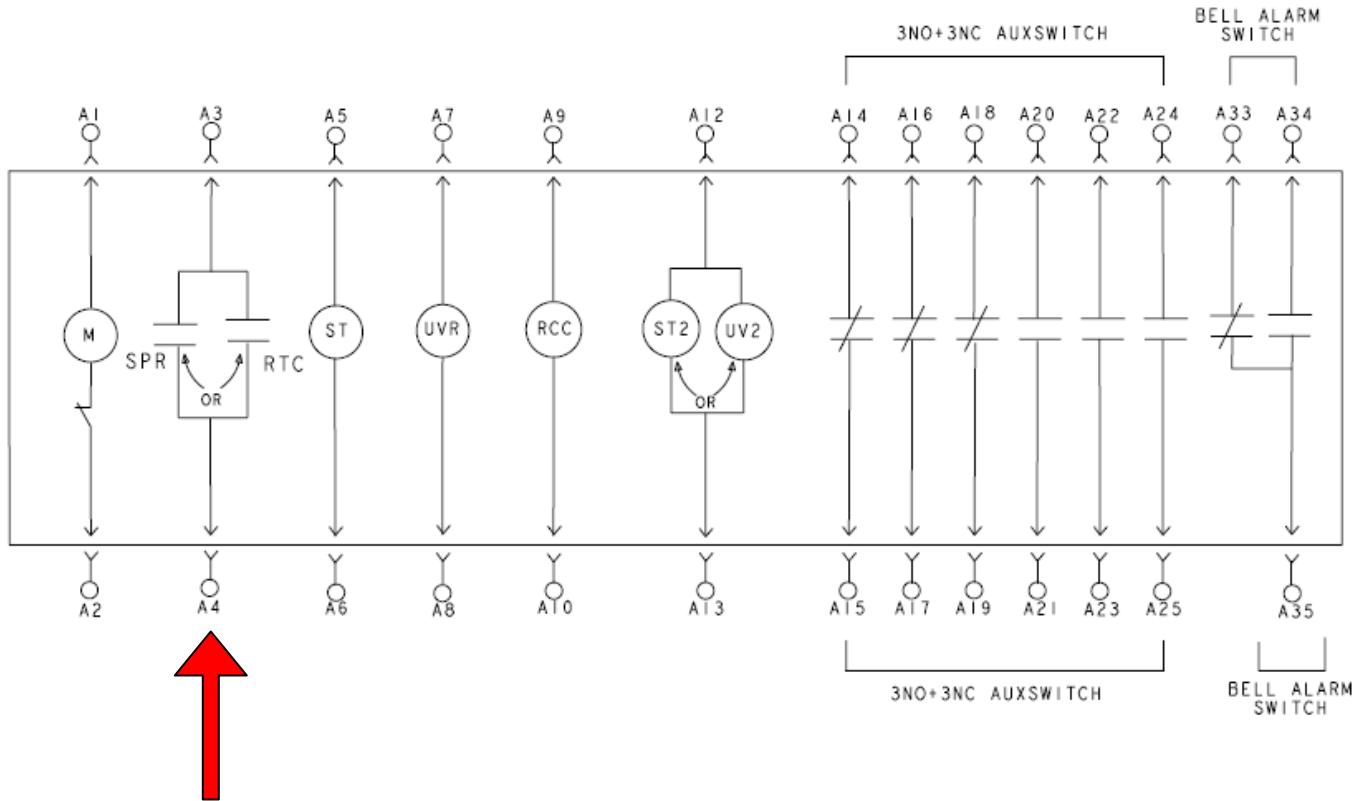 3NO+3NC AUXSWITCH
BELL ALARM
SWITCH
A1 A3 A5 A7 A9 A12 A14 A16 A18 A20 A22 A24 A33 A34
M SPR RTC ST UVR RCC ST2 UV2
OR OR
A2 A4 A6 A8 A10 A13 A15 A17 A19 A21 A23 A25 A35
3NO+3NC AUXSWITCH
BELL ALARM
SWITCH